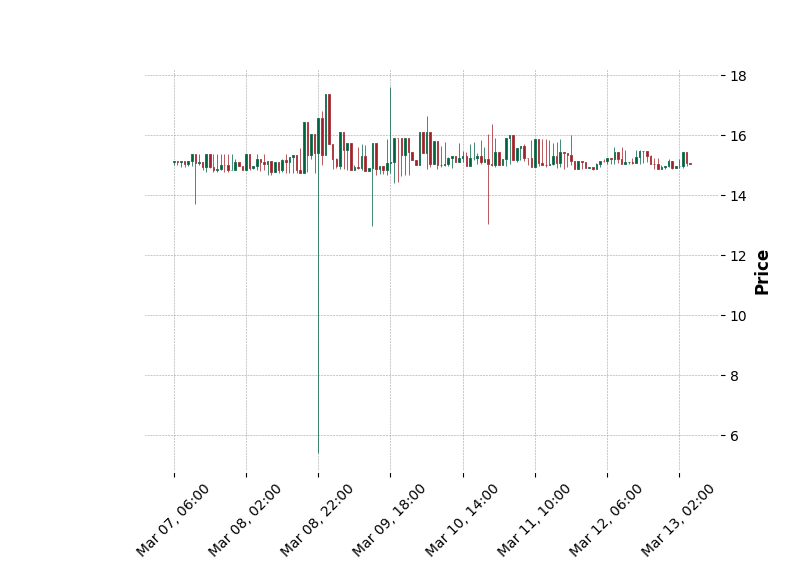 18
16
14
12
10
8
6
Price
Mar 07, 06:00
Mar 08, 02:00
Mar 08, 22:00
Mar 09, 18:00
Mar 10, 14:00
Mar 11, 10:00
Mar 12, 06:00
Mar 13, 02:00